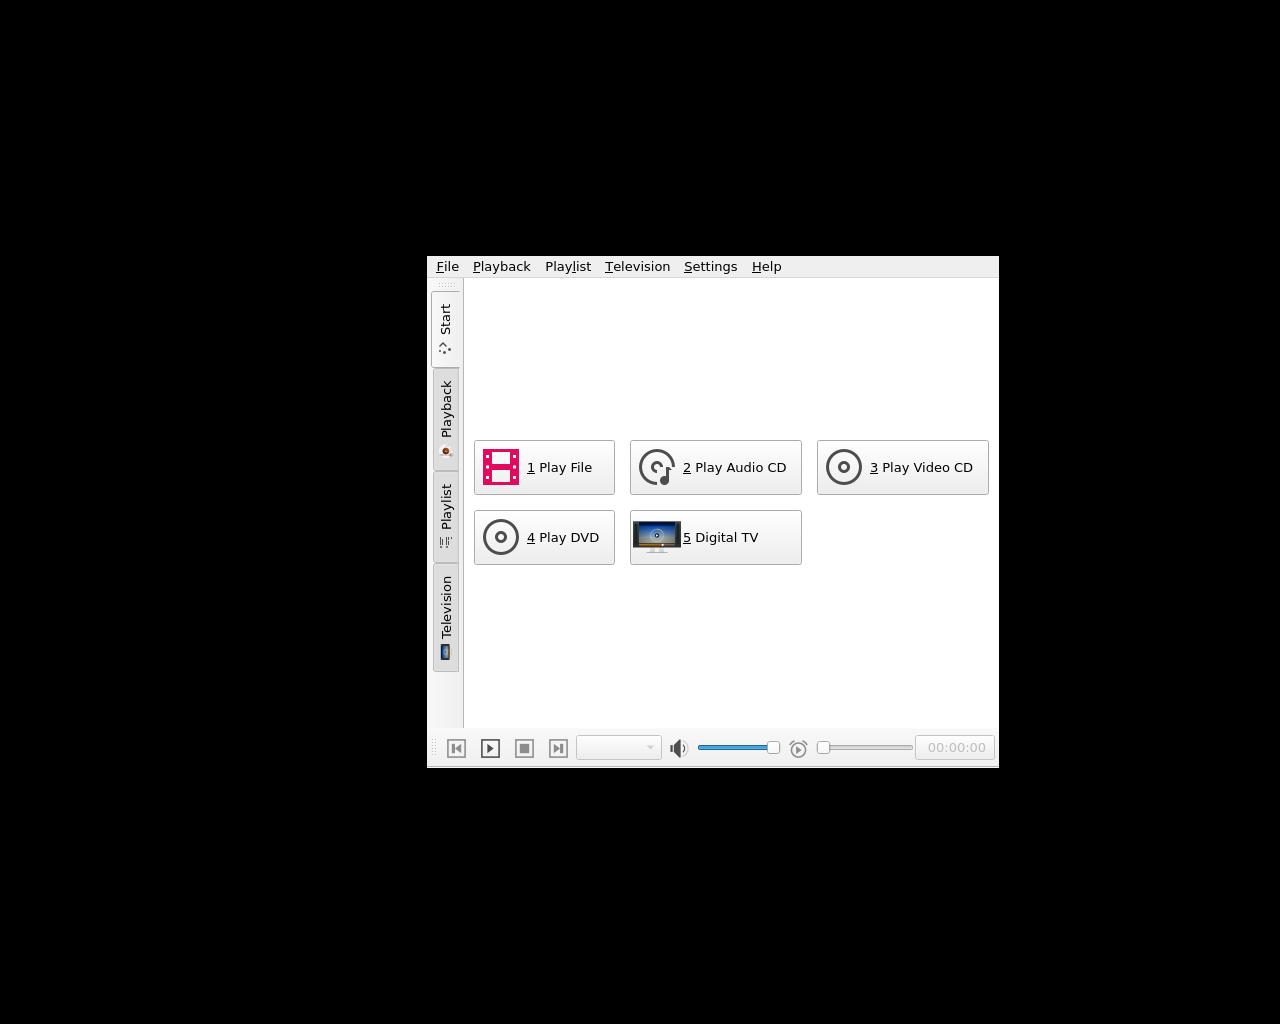 File Playback Playlist Television Settings Help
Start
Playback
Playlist
Television
1 Play File
2 Play Audio CD
3 Play Video CD
4 Play DVD
5 Digital TV
00:00:00